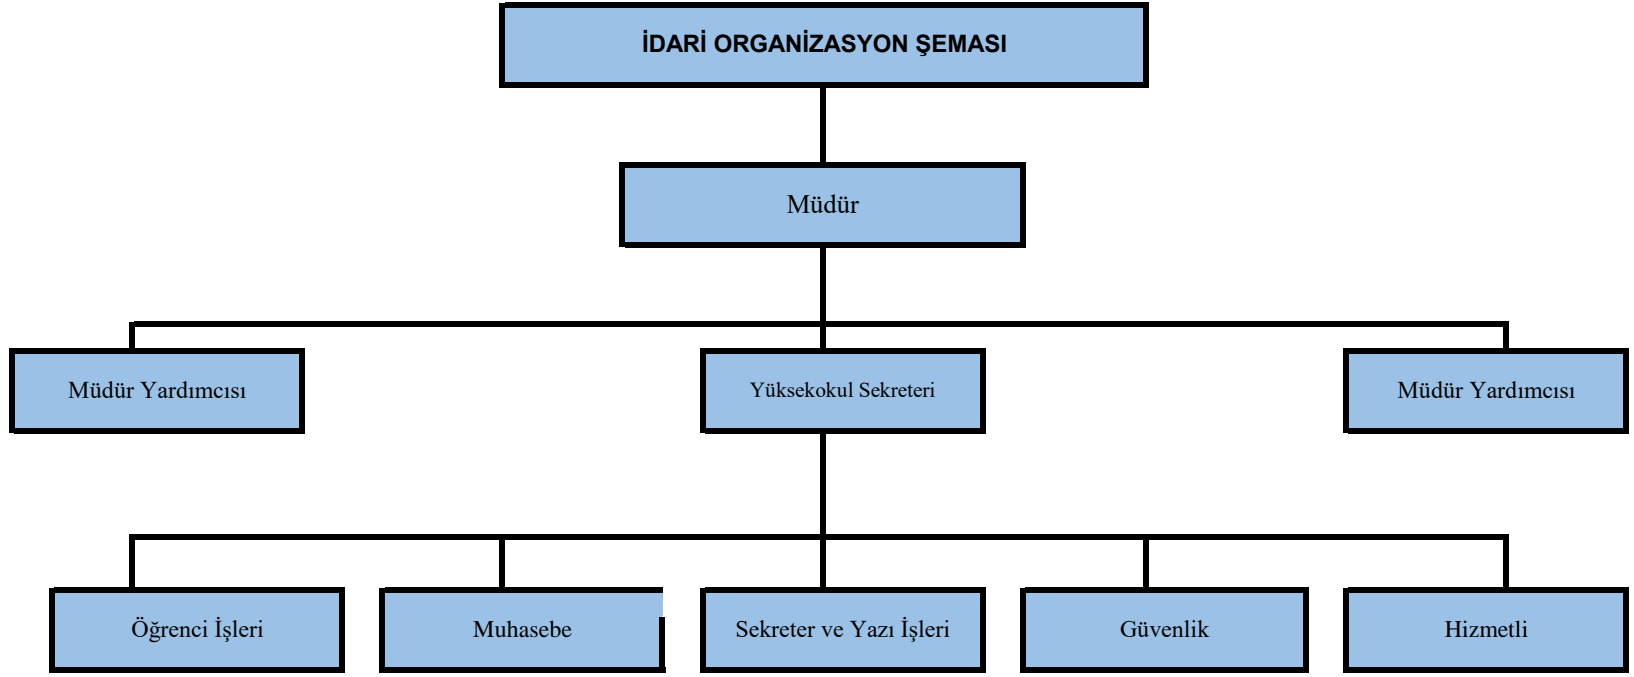 İDARİ ORGANİZASYON ŞEMASI
Müdür
Müdür Yardımcısı
Yüksekokul Sekreteri
Müdür Yardımcısı
Öğrenci İşleri
Muhasebe
Sekreter ve Yazı İşleri
Güvenlik
Hizmetli